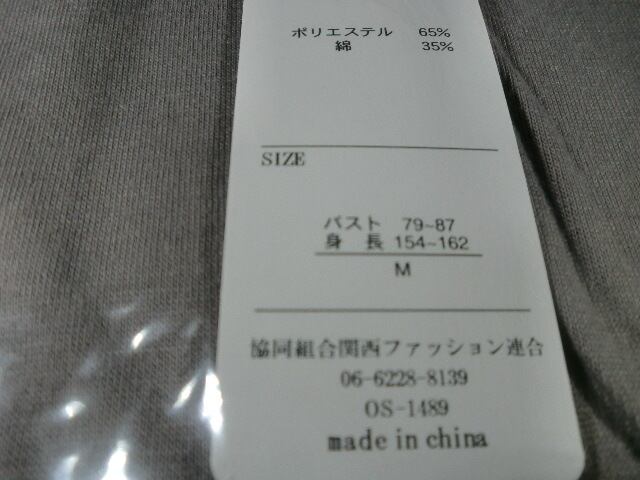 ポリエステル 65%
綿 35%
SIZE
バスト 79~87
身長 154~162
M
協同組合関西ファッション連合
06-6228-8139
OS-1489
made in china